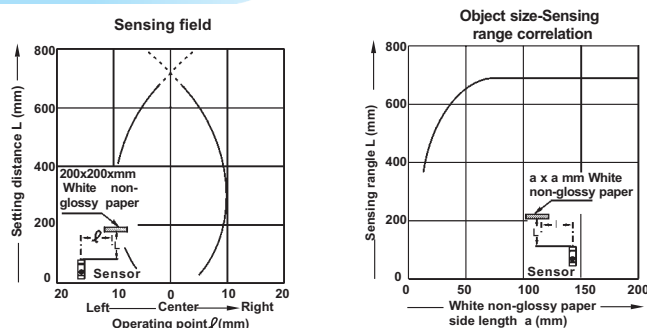 Sensing field
Setting distance L (mm)
800
600
400
200
0
200x200xmm
White non-
glossy paper
ℓ
L
Sensor
20 10 0 10 20
Left Center Right
Operating point ℓ (mm)
Object size-Sensing
range correlation
Sensing range L (mm)
800
600
400
200
0
a x a mm White
non-glossy paper
L
Sensor
0 50 100 150 200
White non-glossy paper
side length a (mm)